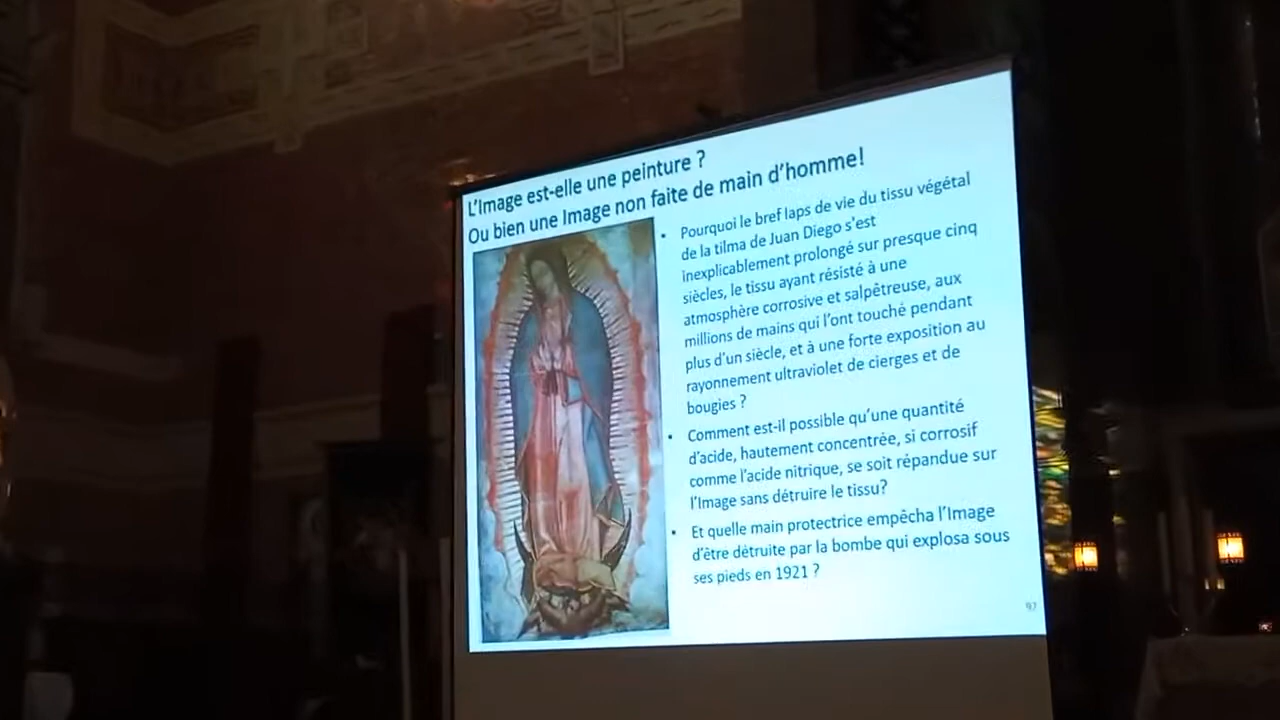 L'Image est-elle une peinture ?
Ou bien une Image non faite de main d'homme!
• Pourquoi le bref laps de vie du tissu végétal
de la tilma de Juan Diego s'est
inexplicablement prolongé sur presque cinq
siècles, le tissu ayant résisté à une
atmosphère corrosive et salpêtreuse, aux
millions de mains qui l'ont touché pendant
plus d'un siècle, et à une forte exposition au
rayonnement ultraviolet de cierges et de
bougies ?
• Comment est-il possible qu'une quantité
d'acide, hautement concentrée, si corrosif
comme l'acide nitrique, se soit répandue sur
l'Image sans détruire le tissu?
• Et quelle main protectrice empêcha l'Image
d'être détruite par la bombe qui explosa sous
ses pieds en 1921 ?
97